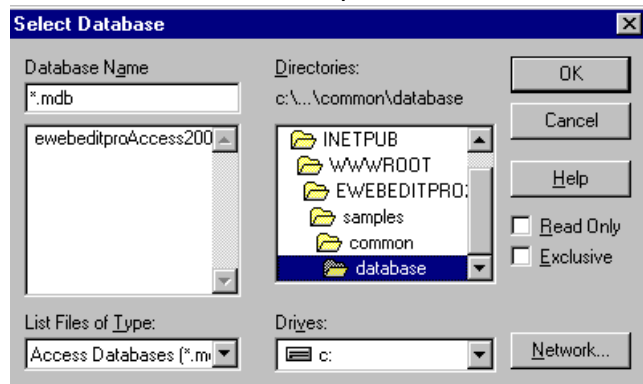 Select Database
Database Name
*.mdb
ewebeditproAccess200
Directories:
c:\...\common\database
INETPUB
WWWROOT
EWEBEDITPRO2
samples
common
database
OK
Cancel
Help
Read Only
Exclusive
List Files of Type:
Access Databases (*.m
Drives:
c:
Network...